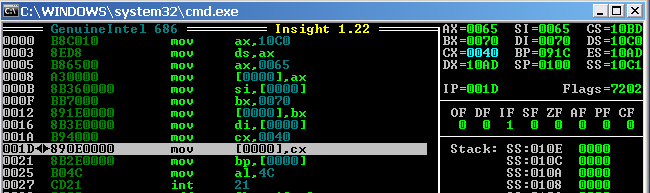 C:\WINDOWS\system32\cmd.exe
GenuineIntel 686 Insight 1.22
0000 B8C010 mov ax,10C0
0003 8ED8 mov ds,ax
0005 B86500 mov ax,0065
0008 A30000 mov [0000],ax
000B 8B360000 mov si,[0000]
000F BB7000 mov bx,0070
0012 891E0000 mov [0000],bx
0016 8B3E0000 mov di,[0000]
001A B94000 mov cx,0040
001D◄►890E0000 mov [0000],cx
0021 8B2E0000 mov bp,[0000]
0025 B04C mov al,4C
0027 CD21 int 21
AX=0065 SI=0065 CS=10BD
BX=0070 DI=0070 DS=10C0
CX=0040 BP=091C ES=10AD
DX=10AD SP=0100 SS=10C1
IP=001D Flags=7202
OF DF IF SF ZF AF PF CF
0 0 1 0 0 0 0 0
Stack: SS:010E 0000
SS:010C 0000
SS:010A 0000
SS:0108 0000